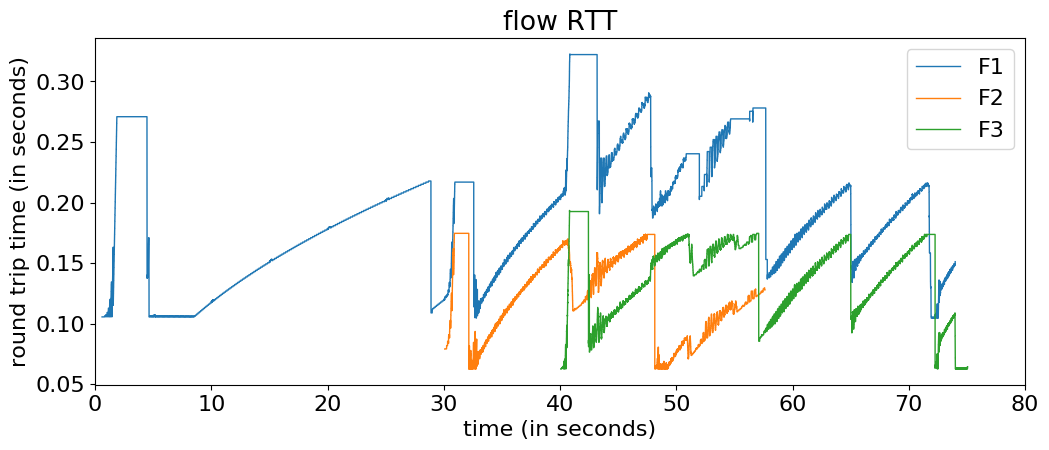 flow RTT
round trip time (in seconds)
0.30
0.25
0.20
0.15
0.10
0.05
F1
F2
F3
0 10 20 30 40 50 60 70 80
time (in seconds)